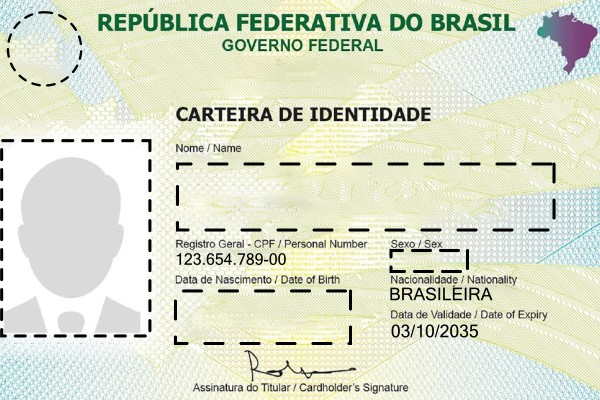 REPÚBLICA FEDERATIVA DO BRASIL
GOVERNO FEDERAL
CARTEIRA DE IDENTIDADE
Nome / Name
Registro Geral - CPF / Personal Number
Sexo / Sex
123.654.789-00
Data de Nascimento / Date of Birth
Nacionalidade / Nationality
BRASILEIRA
Data de Validade / Date of Expiry
03/10/2035
Assinatura do Titular / Cardholder's Signature